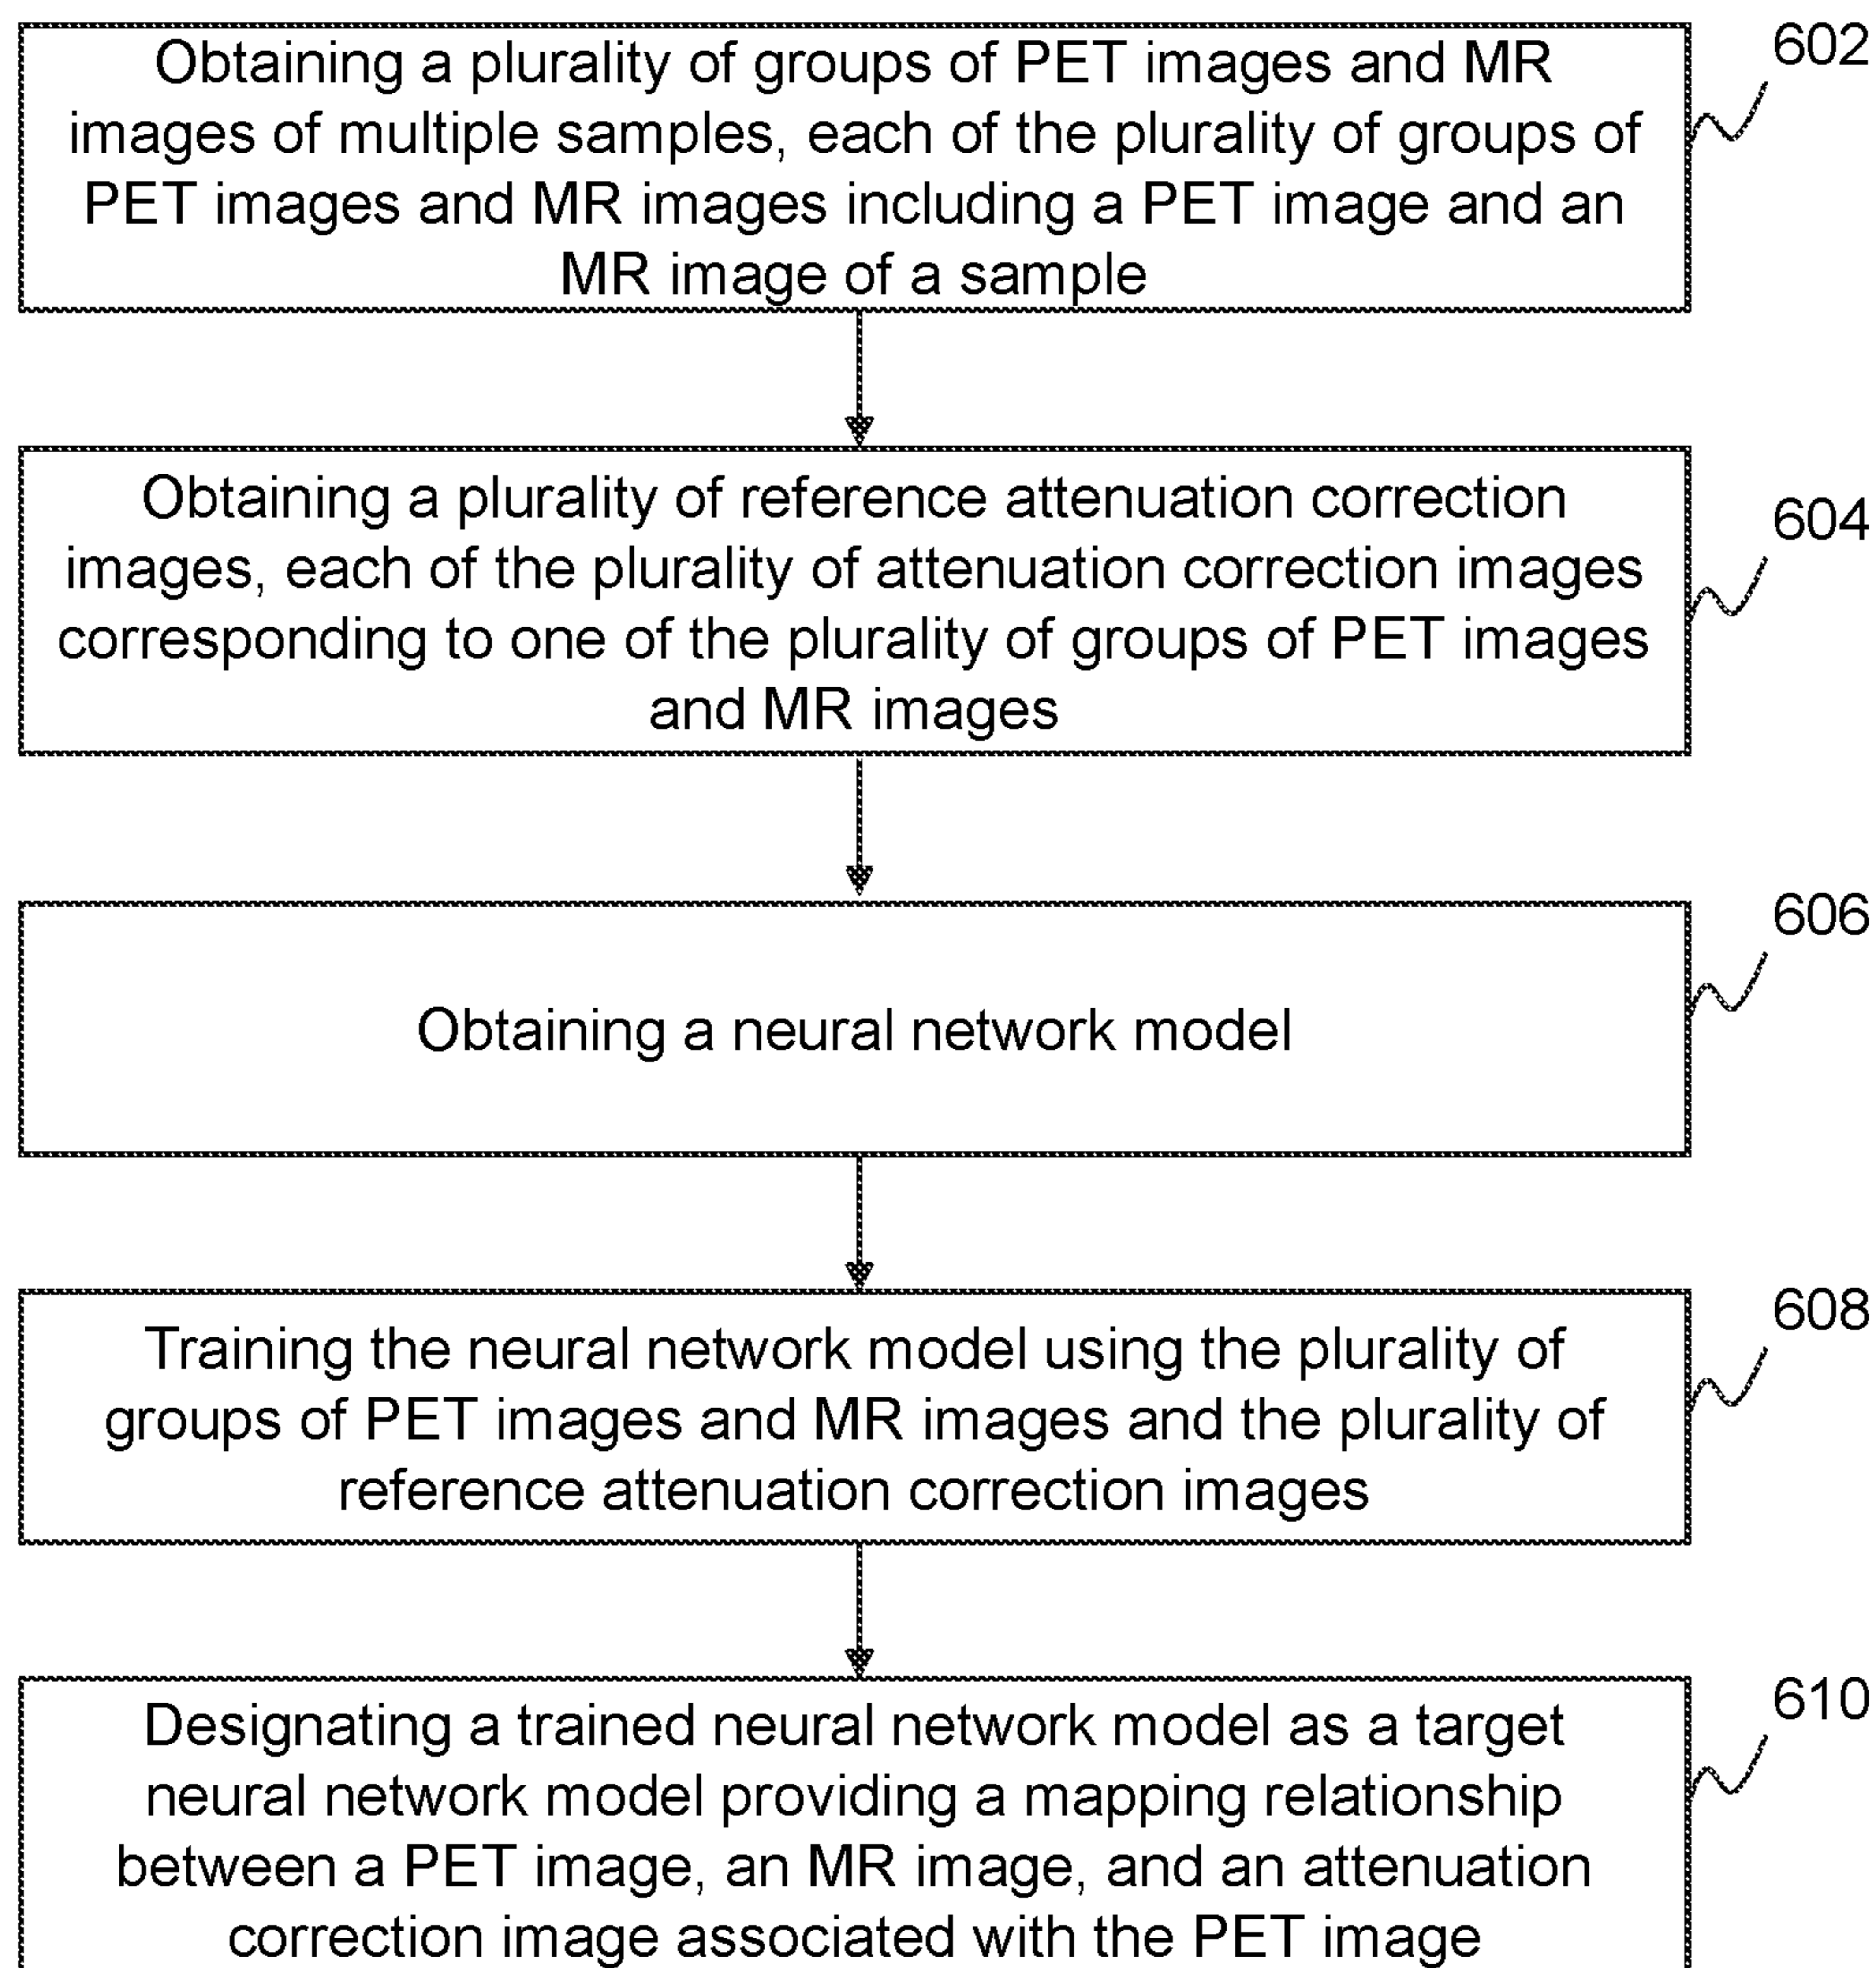 Obtaining a plurality of groups of PET images and MR
images of multiple samples, each of the plurality of groups of
PET images and MR images including a PET image and an
MR image of a sample
602
Obtaining a plurality of reference attenuation correction
images, each of the plurality of attenuation correction images
corresponding to one of the plurality of groups of PET images
and MR images
604
Obtaining a neural network model
606
Training the neural network model using the plurality of
groups of PET images and MR images and the plurality of
reference attenuation correction images
608
Designating a trained neural network model as a target
neural network model providing a mapping relationship
between a PET image, an MR image, and an attenuation
correction image associated with the PET image
610